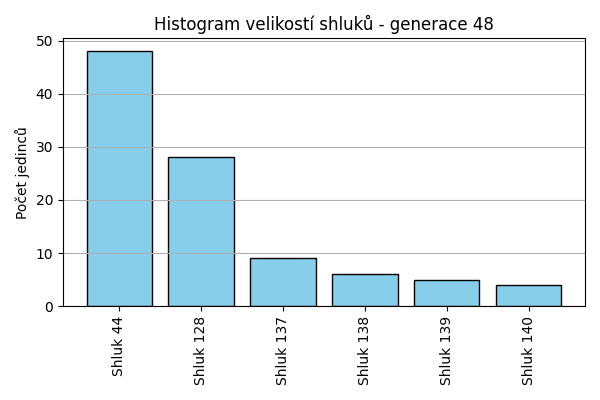 Histogram velikostí shluků - generace 48
Počet jedinců
50
40
30
20
10
0
Shluk 44
Shluk 128
Shluk 137
Shluk 138
Shluk 139
Shluk 140